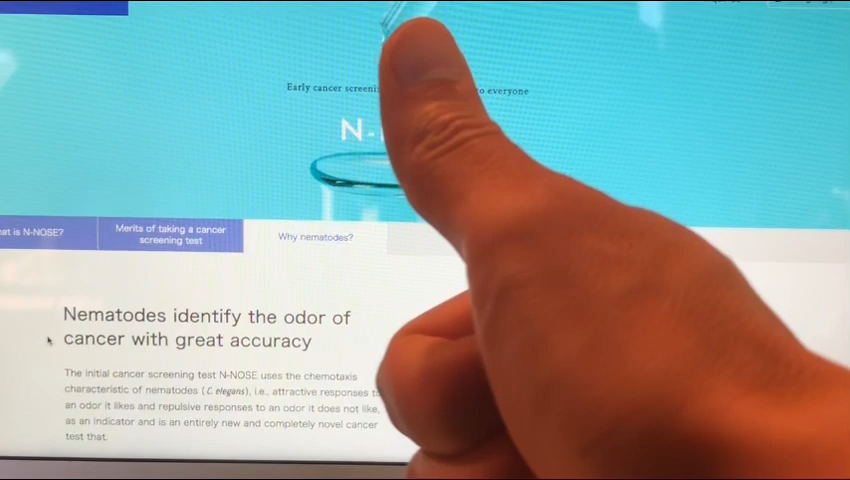 Early cancer screeni
o everyone
N-
at is N-NOSE?
Merits of taking a cancer
screening test
Why nematodes?
Nematodes identify the odor of
cancer with great accuracy
The initial cancer screening test N-NOSE uses the chemotaxis
characteristic of nematodes (C. elegans), i.e., attractive responses to
an odor it likes and repulsive responses to an odor it does not like,
as an indicator and is an entirely new and completely novel cancer
test that.